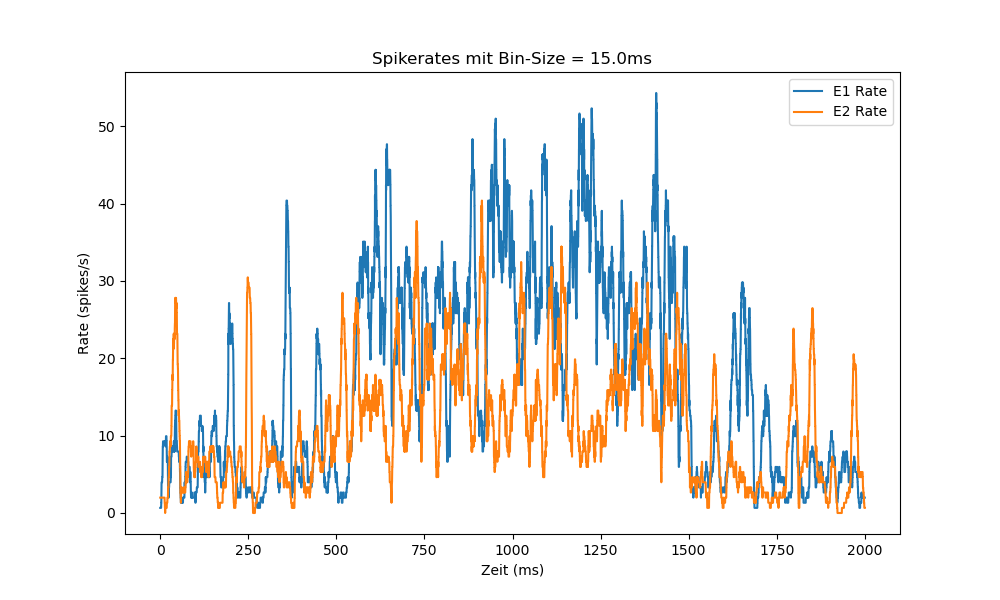 Spikerates mit Bin-Size = 15.0ms
E1 Rate
E2 Rate
50
40
30
20
10
0
Rate (spikes/s)
0 250 500 750 1000 1250 1500 1750 2000
Zeit (ms)